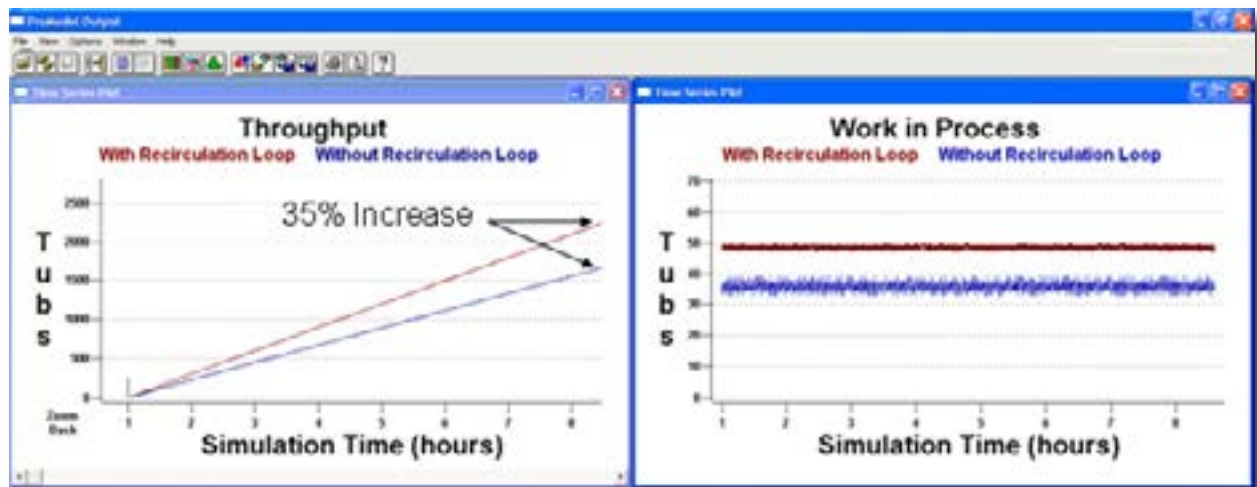 Promodel Output
File View Options Window Help
Time Series Plot
Throughput
With Recirculation Loop Without Recirculation Loop
35% Increase
Tubs
2500
2000
1500
1000
500
0
1 2 3 4 5 6 7 8
Zoom
Back
Simulation Time (hours)
Time Series Plot
Work in Process
With Recirculation Loop Without Recirculation Loop
Tubs
70
60
50
40
30
20
10
0
1 2 3 4 5 6 7 8
Simulation Time (hours)